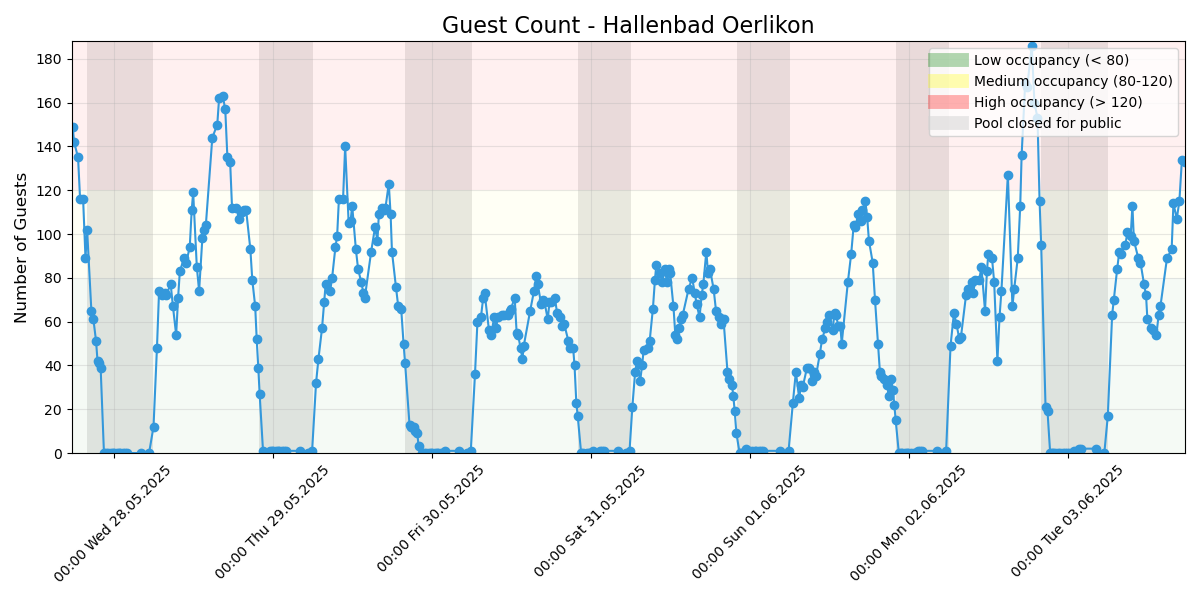 Guest Count - Hallenbad Oerlikon
Low occupancy (< 80)
Medium occupancy (80-120)
High occupancy (> 120)
Pool closed for public
Number of Guests
180
160
140
120
100
80
60
40
20
0
00:00 Wed 28.05.2025
00:00 Thu 29.05.2025
00:00 Fri 30.05.2025
00:00 Sat 31.05.2025
00:00 Sun 01.06.2025
00:00 Mon 02.06.2025
00:00 Tue 03.06.2025